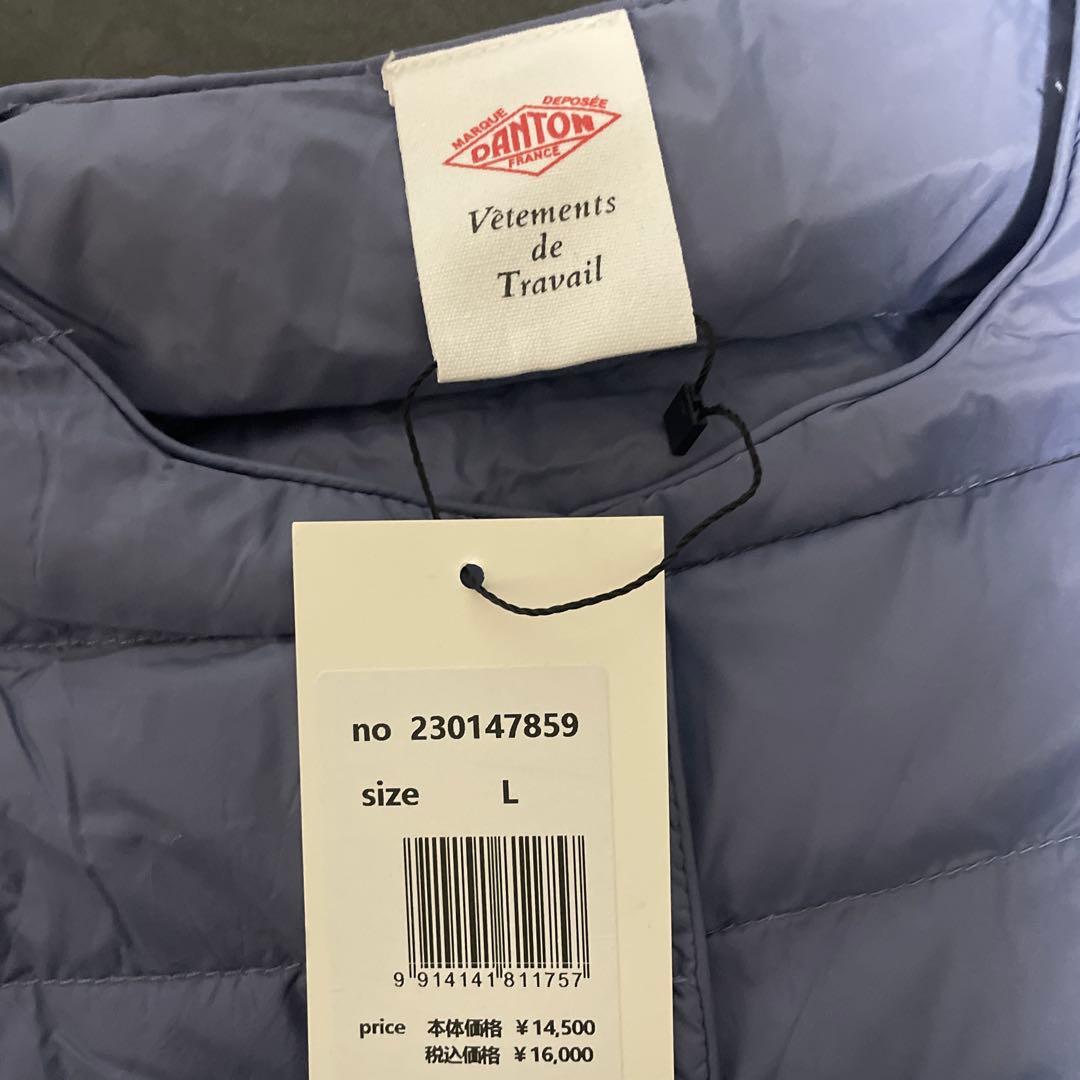 MARQUE DEPOSÉE
DANTON
FRANCE
Vêtements
de
Travail
no 230147859
size L
9 914141 811757
price 本体価格 ¥14,500
税込価格 ¥16,000